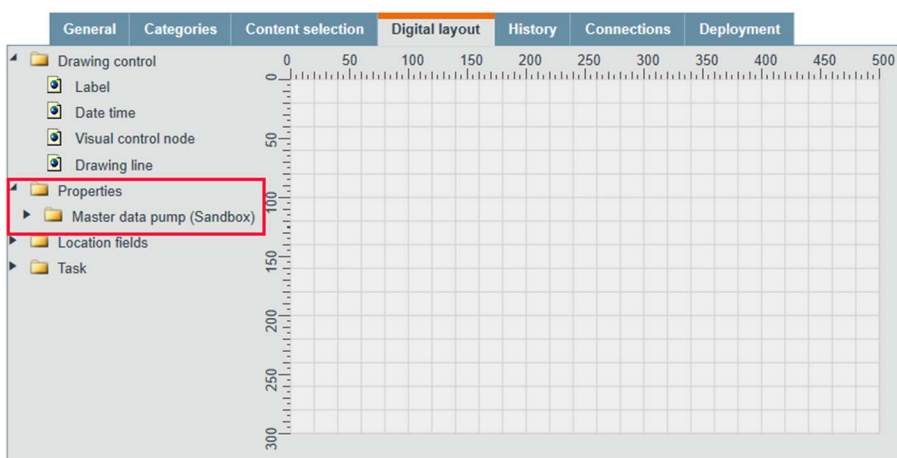 General Categories Content selection Digital layout History Connections Deployment
Drawing control
Label
Date time
Visual control node
Drawing line
Properties
Master data pump (Sandbox)
Location fields
Task
0 50 100 150 200 250 300 350 400 450 500
0
50
100
150
200
250
300